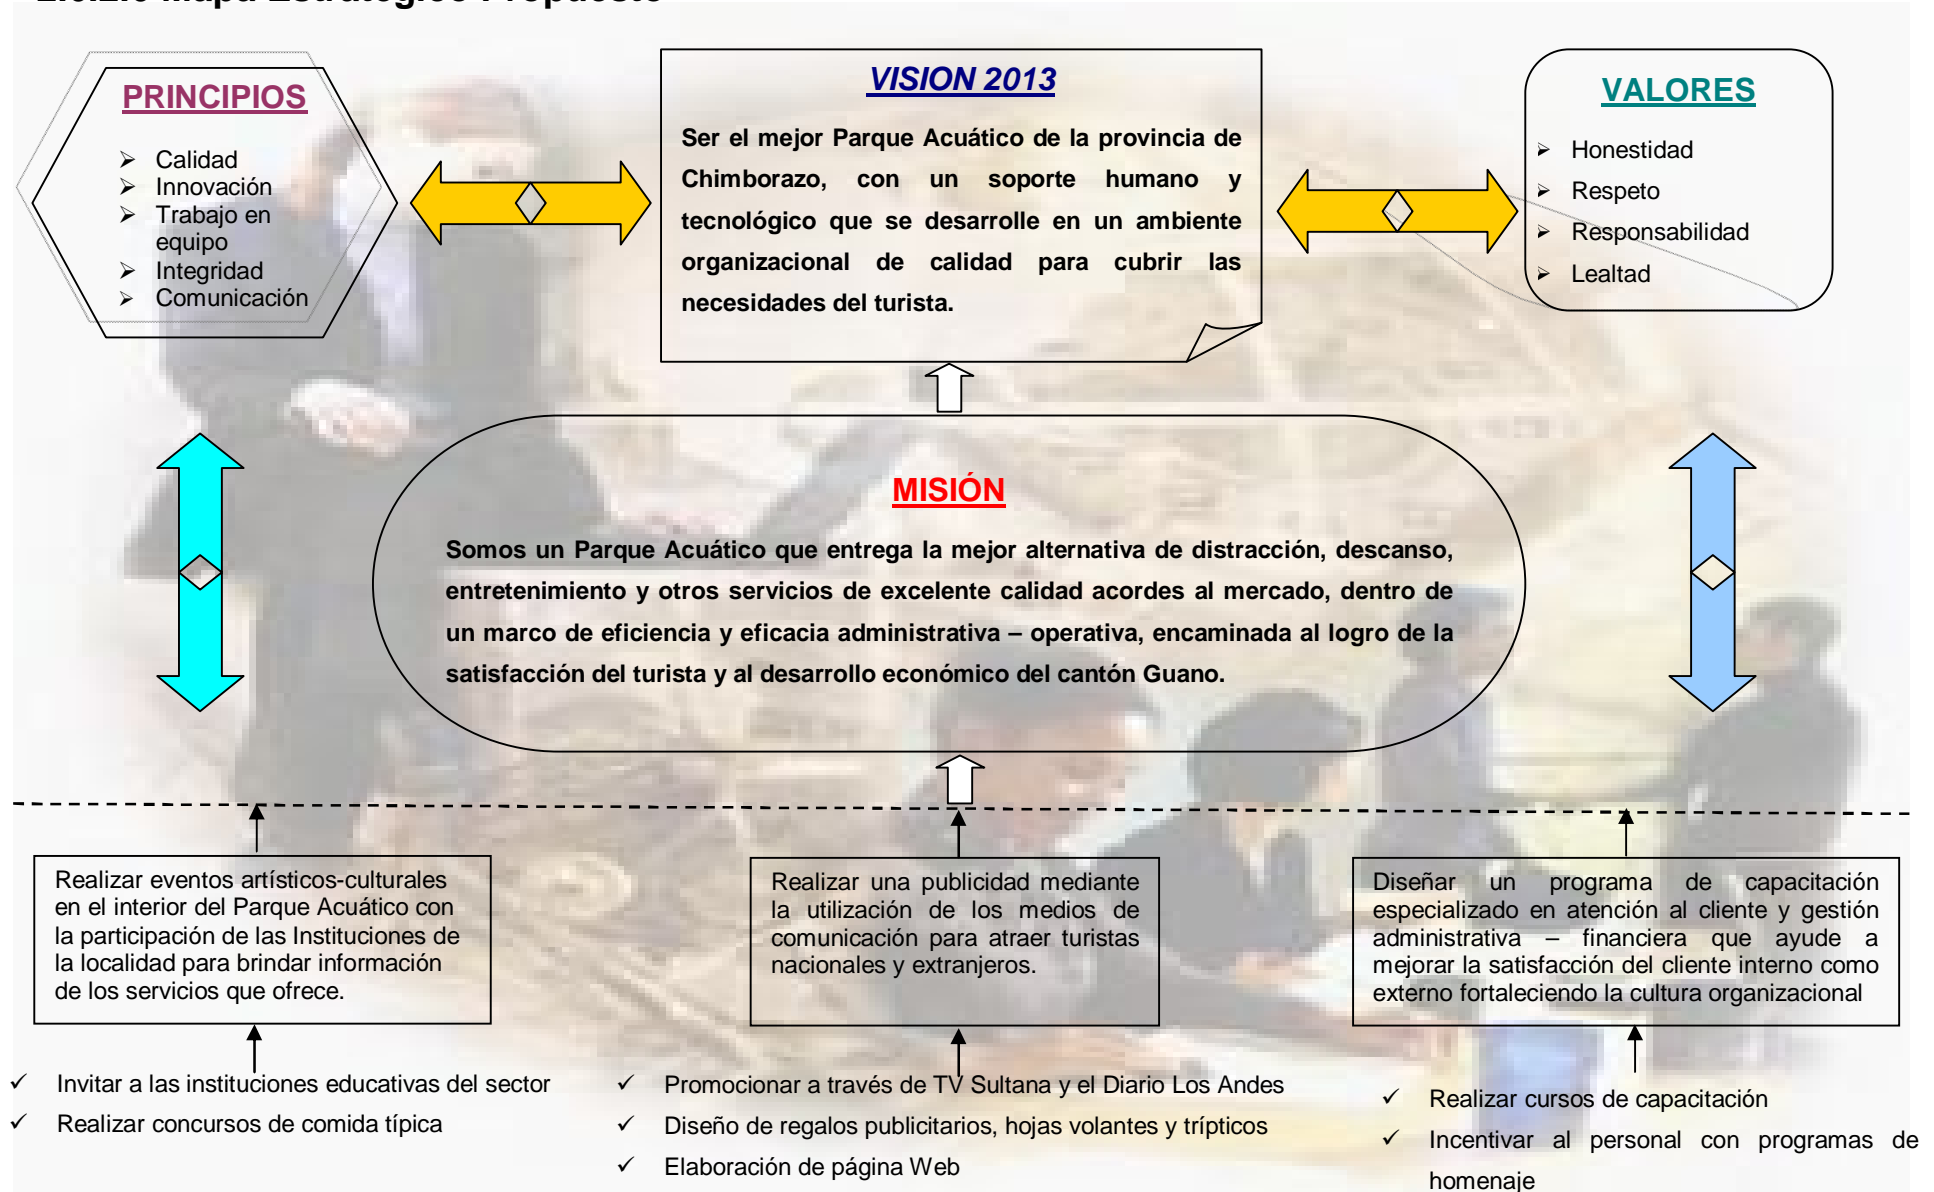 Mapa Estratégico Propuesto
PRINCIPIOS
➢ Calidad
➢ Innovación
➢ Trabajo en
equipo
➢ Integridad
➢ Comunicación
VISION 2013
Ser el mejor Parque Acuático de la provincia de
Chimborazo, con un soporte humano y
tecnológico que se desarrolle en un ambiente
organizacional de calidad para cubrir las
necesidades del turista.
VALORES
➢ Honestidad
➢ Respeto
➢ Responsabilidad
➢ Lealtad
MISIÓN
Somos un Parque Acuático que entrega la mejor alternativa de distracción, descanso,
entretenimiento y otros servicios de excelente calidad acordes al mercado, dentro de
un marco de eficiencia y eficacia administrativa – operativa, encaminada al logro de la
satisfacción del turista y al desarrollo económico del cantón Guano.
Realizar eventos artísticos-culturales
en el interior del Parque Acuático con
la participación de las Instituciones de
la localidad para brindar información
de los servicios que ofrece.
Realizar una publicidad mediante
la utilización de los medios de
comunicación para atraer turistas
nacionales y extranjeros.
Diseñar un programa de capacitación
especializado en atención al cliente y gestión
administrativa – financiera que ayude a
mejorar la satisfacción del cliente interno como
externo fortaleciendo la cultura organizacional
✓ Invitar a las instituciones educativas del sector
✓ Realizar concursos de comida típica
✓ Promocionar a través de TV Sultana y el Diario Los Andes
✓ Diseño de regalos publicitarios, hojas volantes y trípticos
✓ Elaboración de página Web
✓ Realizar cursos de capacitación
✓ Incentivar al personal con programas de
homenaje